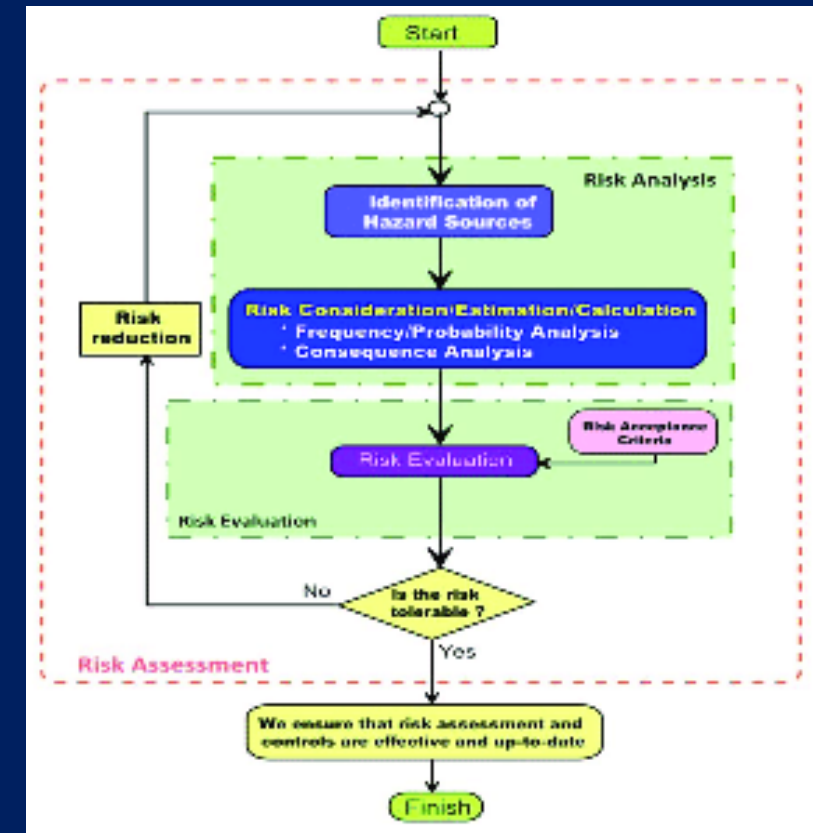 Start
Risk Analysis
Identification of
Hazard Sources
Risk Consideration/Estimation/Calculation
* Frequency/Probability Analysis
* Consequence Analysis
Risk
reduction
Risk Acceptance
Criteria
Risk Evaluation
Risk Evaluation
No
Is the risk
tolerable ?
Yes
Risk Assessment
We ensure that risk assessment and
controls are effective and up-to-date
Finish